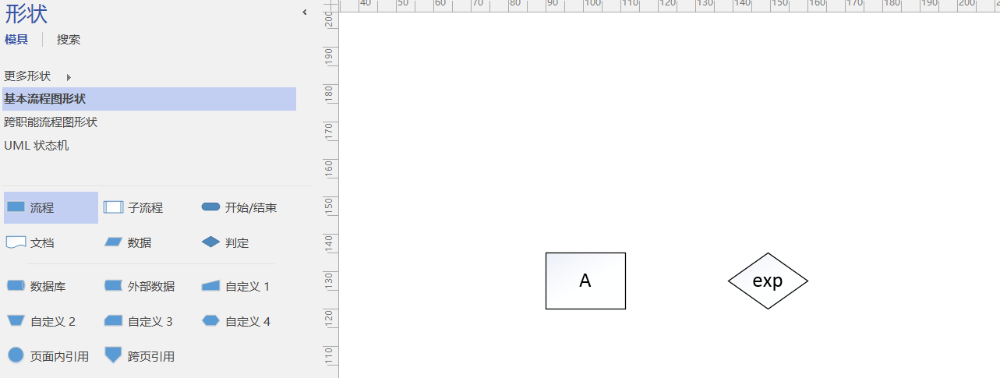 形状
模具 搜索
更多形状
基本流程图形状
跨职能流程图形状
UML 状态机
流程 子流程 开始/结束
文档 数据 判定
数据库 外部数据 自定义 1
自定义 2 自定义 3 自定义 4
页面内引用 跨页引用
40 50 60 70 80 90 100 110 120 130 140 150 160 170 180 190 200
200
190
180
170
160
150
140
130
120
110
A exp